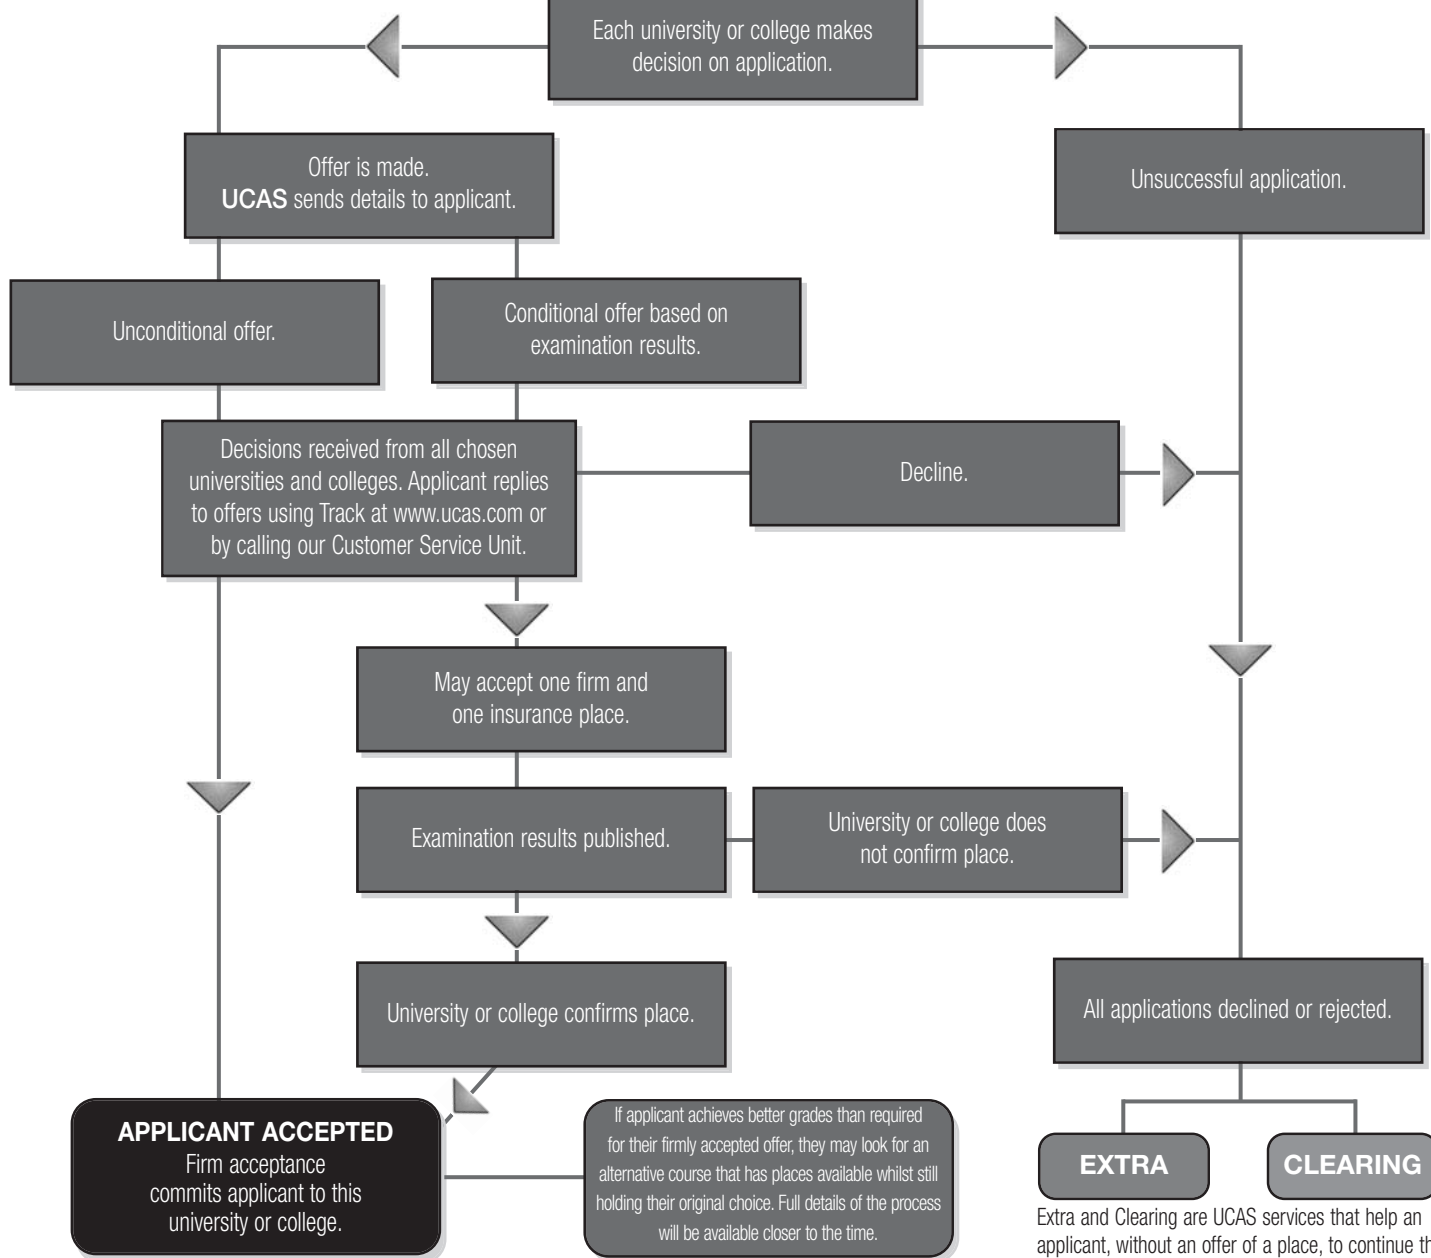 Each university or college makes
decision on application.
Offer is made.
UCAS sends details to applicant.
Unsuccessful application.
Unconditional offer.
Conditional offer based on
examination results.
Decisions received from all chosen
universities and colleges. Applicant replies
to offers using Track at www.ucas.com or
by calling our Customer Service Unit.
Decline.
May accept one firm and
one insurance place.
Examination results published.
University or college does
not confirm place.
University or college confirms place.
All applications declined or rejected.
APPLICANT ACCEPTED
Firm acceptance
commits applicant to this
university or college.
If applicant achieves better grades than required
for their firmly accepted offer, they may look for an
alternative course that has places available whilst still
holding their original choice. Full details of the process
will be available closer to the time.
EXTRA
CLEARING
Extra and Clearing are UCAS services that help an
applicant, without an offer of a place, to continue